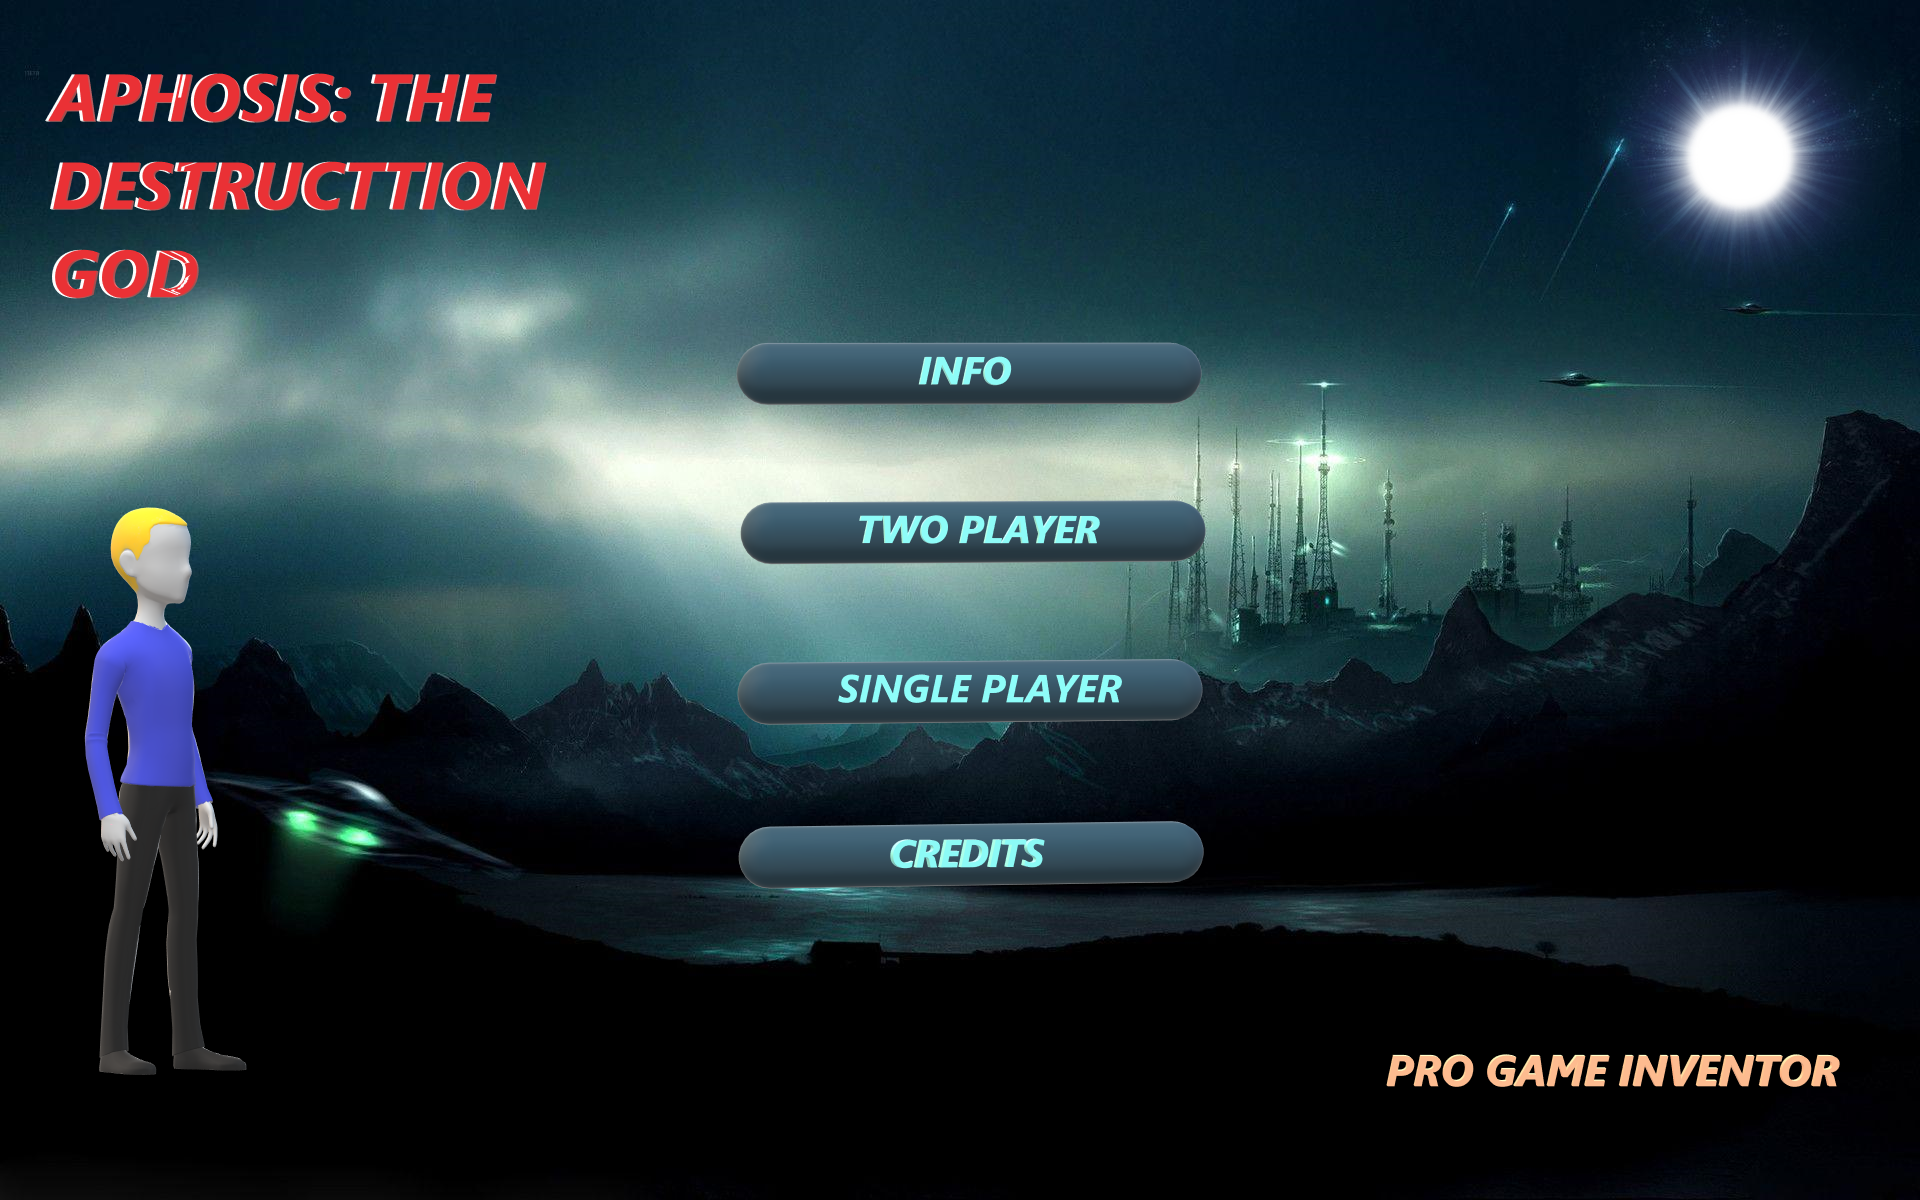 APHOSIS: THE
DESTRUCTTION
GOD
INFO
TWO PLAYER
SINGLE PLAYER
CREDITS
PRO GAME INVENTOR